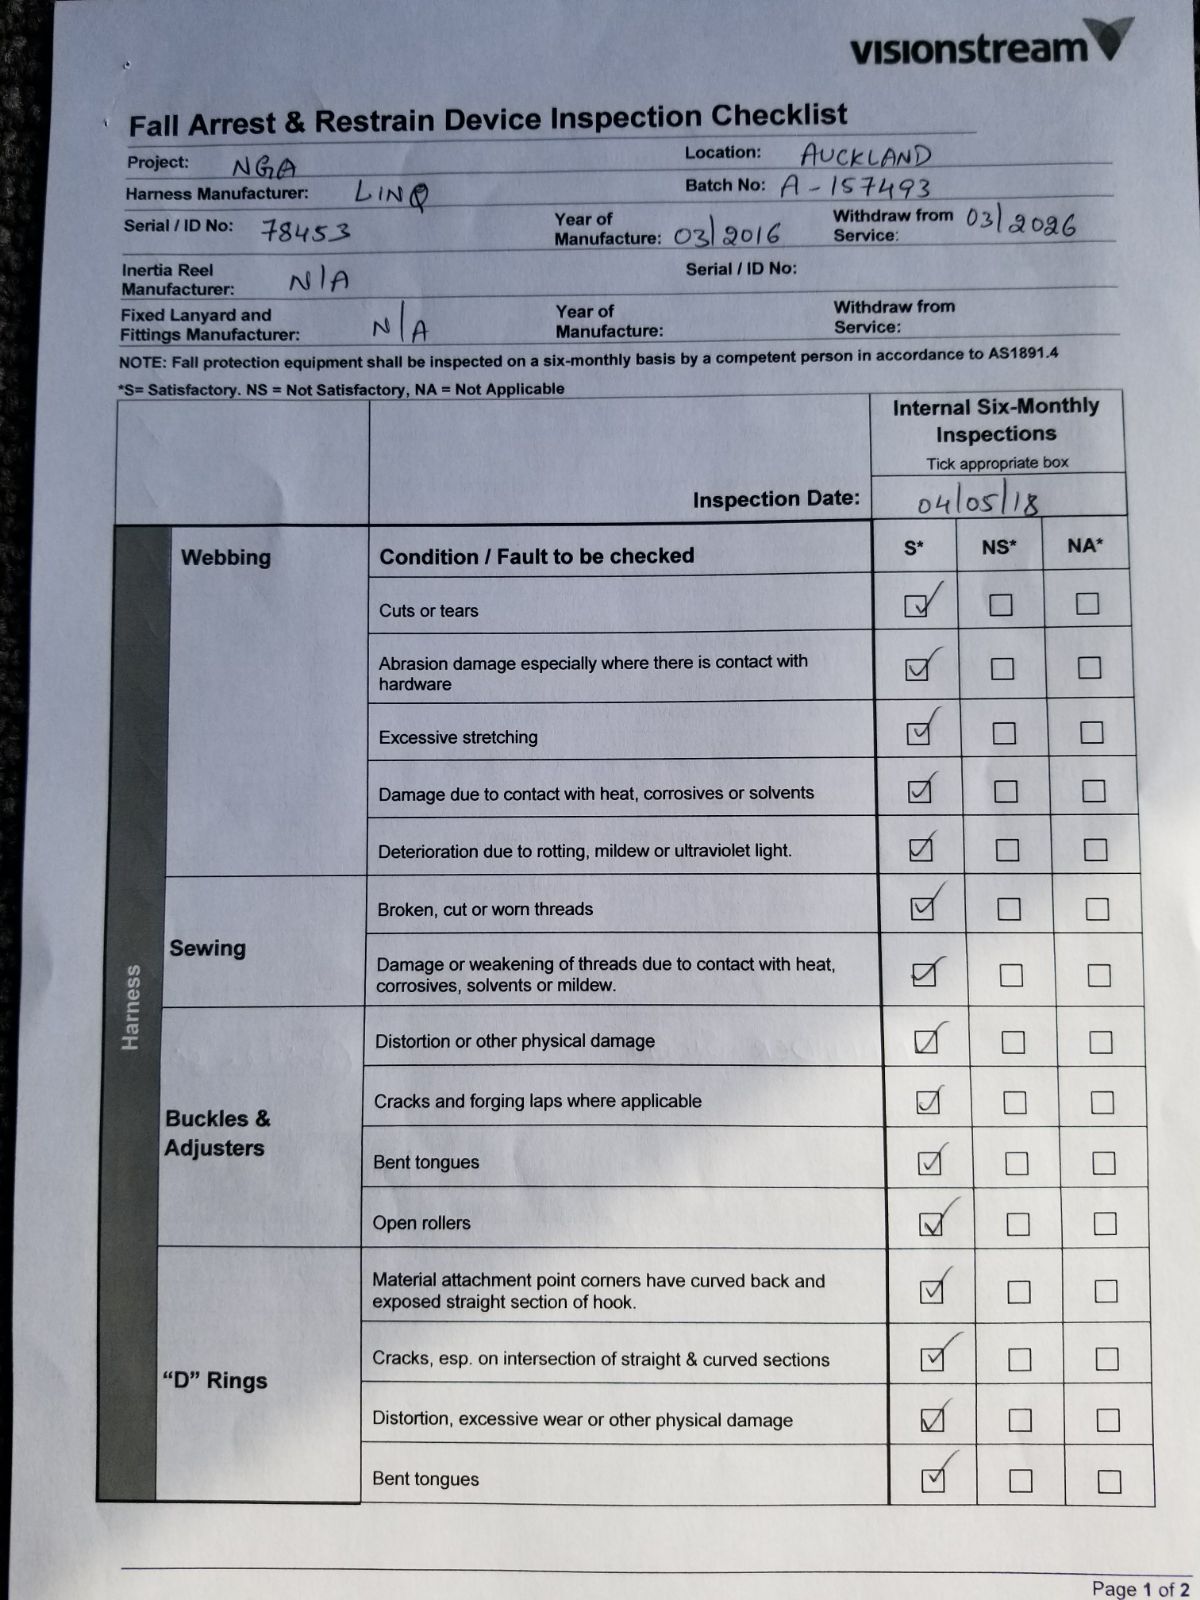 visionstream
Fall Arrest & Restrain Device Inspection Checklist
Project: NGA Location: AUCKLAND
Harness Manufacturer: LINQ Batch No: A-157493
Serial / ID No: 78453 Year of Manufacture: 03/2016 Withdraw from Service: 03/2026
Inertia Reel Manufacturer: N/A Serial / ID No:
Fixed Lanyard and Fittings Manufacturer: N/A Year of Manufacture: Withdraw from Service:
NOTE: Fall protection equipment shall be inspected on a six-monthly basis by a competent person in accordance to AS1891.4
*S= Satisfactory. NS = Not Satisfactory, NA = Not Applicable
Internal Six-Monthly
Inspections
Tick appropriate box
Inspection Date: 04/05/18
Harness
Webbing Condition / Fault to be checked S* NS* NA*
Cuts or tears
Abrasion damage especially where there is contact with
hardware
Excessive stretching
Damage due to contact with heat, corrosives or solvents
Deterioration due to rotting, mildew or ultraviolet light.
Sewing
Broken, cut or worn threads
Damage or weakening of threads due to contact with heat,
corrosives, solvents or mildew.
Buckles &
Adjusters
Distortion or other physical damage
Cracks and forging laps where applicable
Bent tongues
Open rollers
“D” Rings
Material attachment point corners have curved back and
exposed straight section of hook.
Cracks, esp. on intersection of straight & curved sections
Distortion, excessive wear or other physical damage
Bent tongues
Page 1 of 2